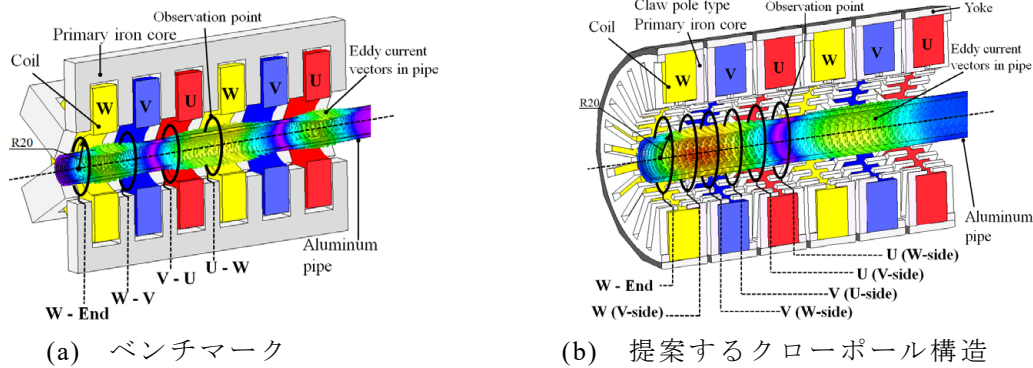 Observation point
Primary iron core
Coil
Eddy current
vectors in pipe
W
V
U
W
V
U
R20
Aluminum
pipe
U - W
V - U
W - V
W - End
(a) ベンチマーク
Claw pole type
Primary iron core
Observation point
Yoke
Coil
Eddy current
vectors in pipe
W
V
U
W
V
U
R20
Aluminum
pipe
U (W-side)
U (V-side)
V (U-side)
V (W-side)
W - End
W (V-side)
(b) 提案するクローポール構造